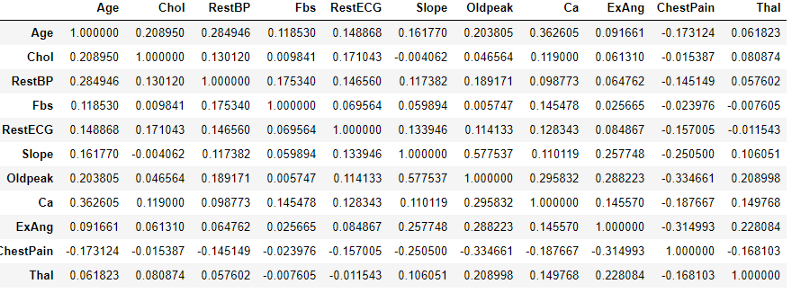 Age Chol RestBP Fbs RestECG Slope Oldpeak Ca ExAng ChestPain Thal
Age 1.000000 0.208950 0.284946 0.118530 0.148868 0.161770 0.203805 0.362605 0.091661 -0.173124 0.061823
Chol 0.208950 1.000000 0.130120 0.009841 0.171043 -0.004062 0.046564 0.119000 0.061310 -0.015387 0.080874
RestBP 0.284946 0.130120 1.000000 0.175340 0.146560 0.117382 0.189171 0.098773 0.064762 -0.145149 0.057602
Fbs 0.118530 0.009841 0.175340 1.000000 0.069564 0.059894 0.005747 0.145478 0.025665 -0.023976 -0.007605
RestECG 0.148868 0.171043 0.146560 0.069564 1.000000 0.133946 0.114133 0.128343 0.084867 -0.157005 -0.011543
Slope 0.161770 -0.004062 0.117382 0.059894 0.133946 1.000000 0.577537 0.110119 0.257748 -0.250500 0.106051
Oldpeak 0.203805 0.046564 0.189171 0.005747 0.114133 0.577537 1.000000 0.295832 0.288223 -0.334661 0.208998
Ca 0.362605 0.119000 0.098773 0.145478 0.128343 0.110119 0.295832 1.000000 0.145570 -0.187667 0.149768
ExAng 0.091661 0.061310 0.064762 0.025665 0.084867 0.257748 0.288223 0.145570 1.000000 -0.314993 0.228084
ChestPain -0.173124 -0.015387 -0.145149 -0.023976 -0.157005 -0.250500 -0.334661 -0.187667 -0.314993 1.000000 -0.168103
Thal 0.061823 0.080874 0.057602 -0.007605 -0.011543 0.106051 0.208998 0.149768 0.228084 -0.168103 1.000000